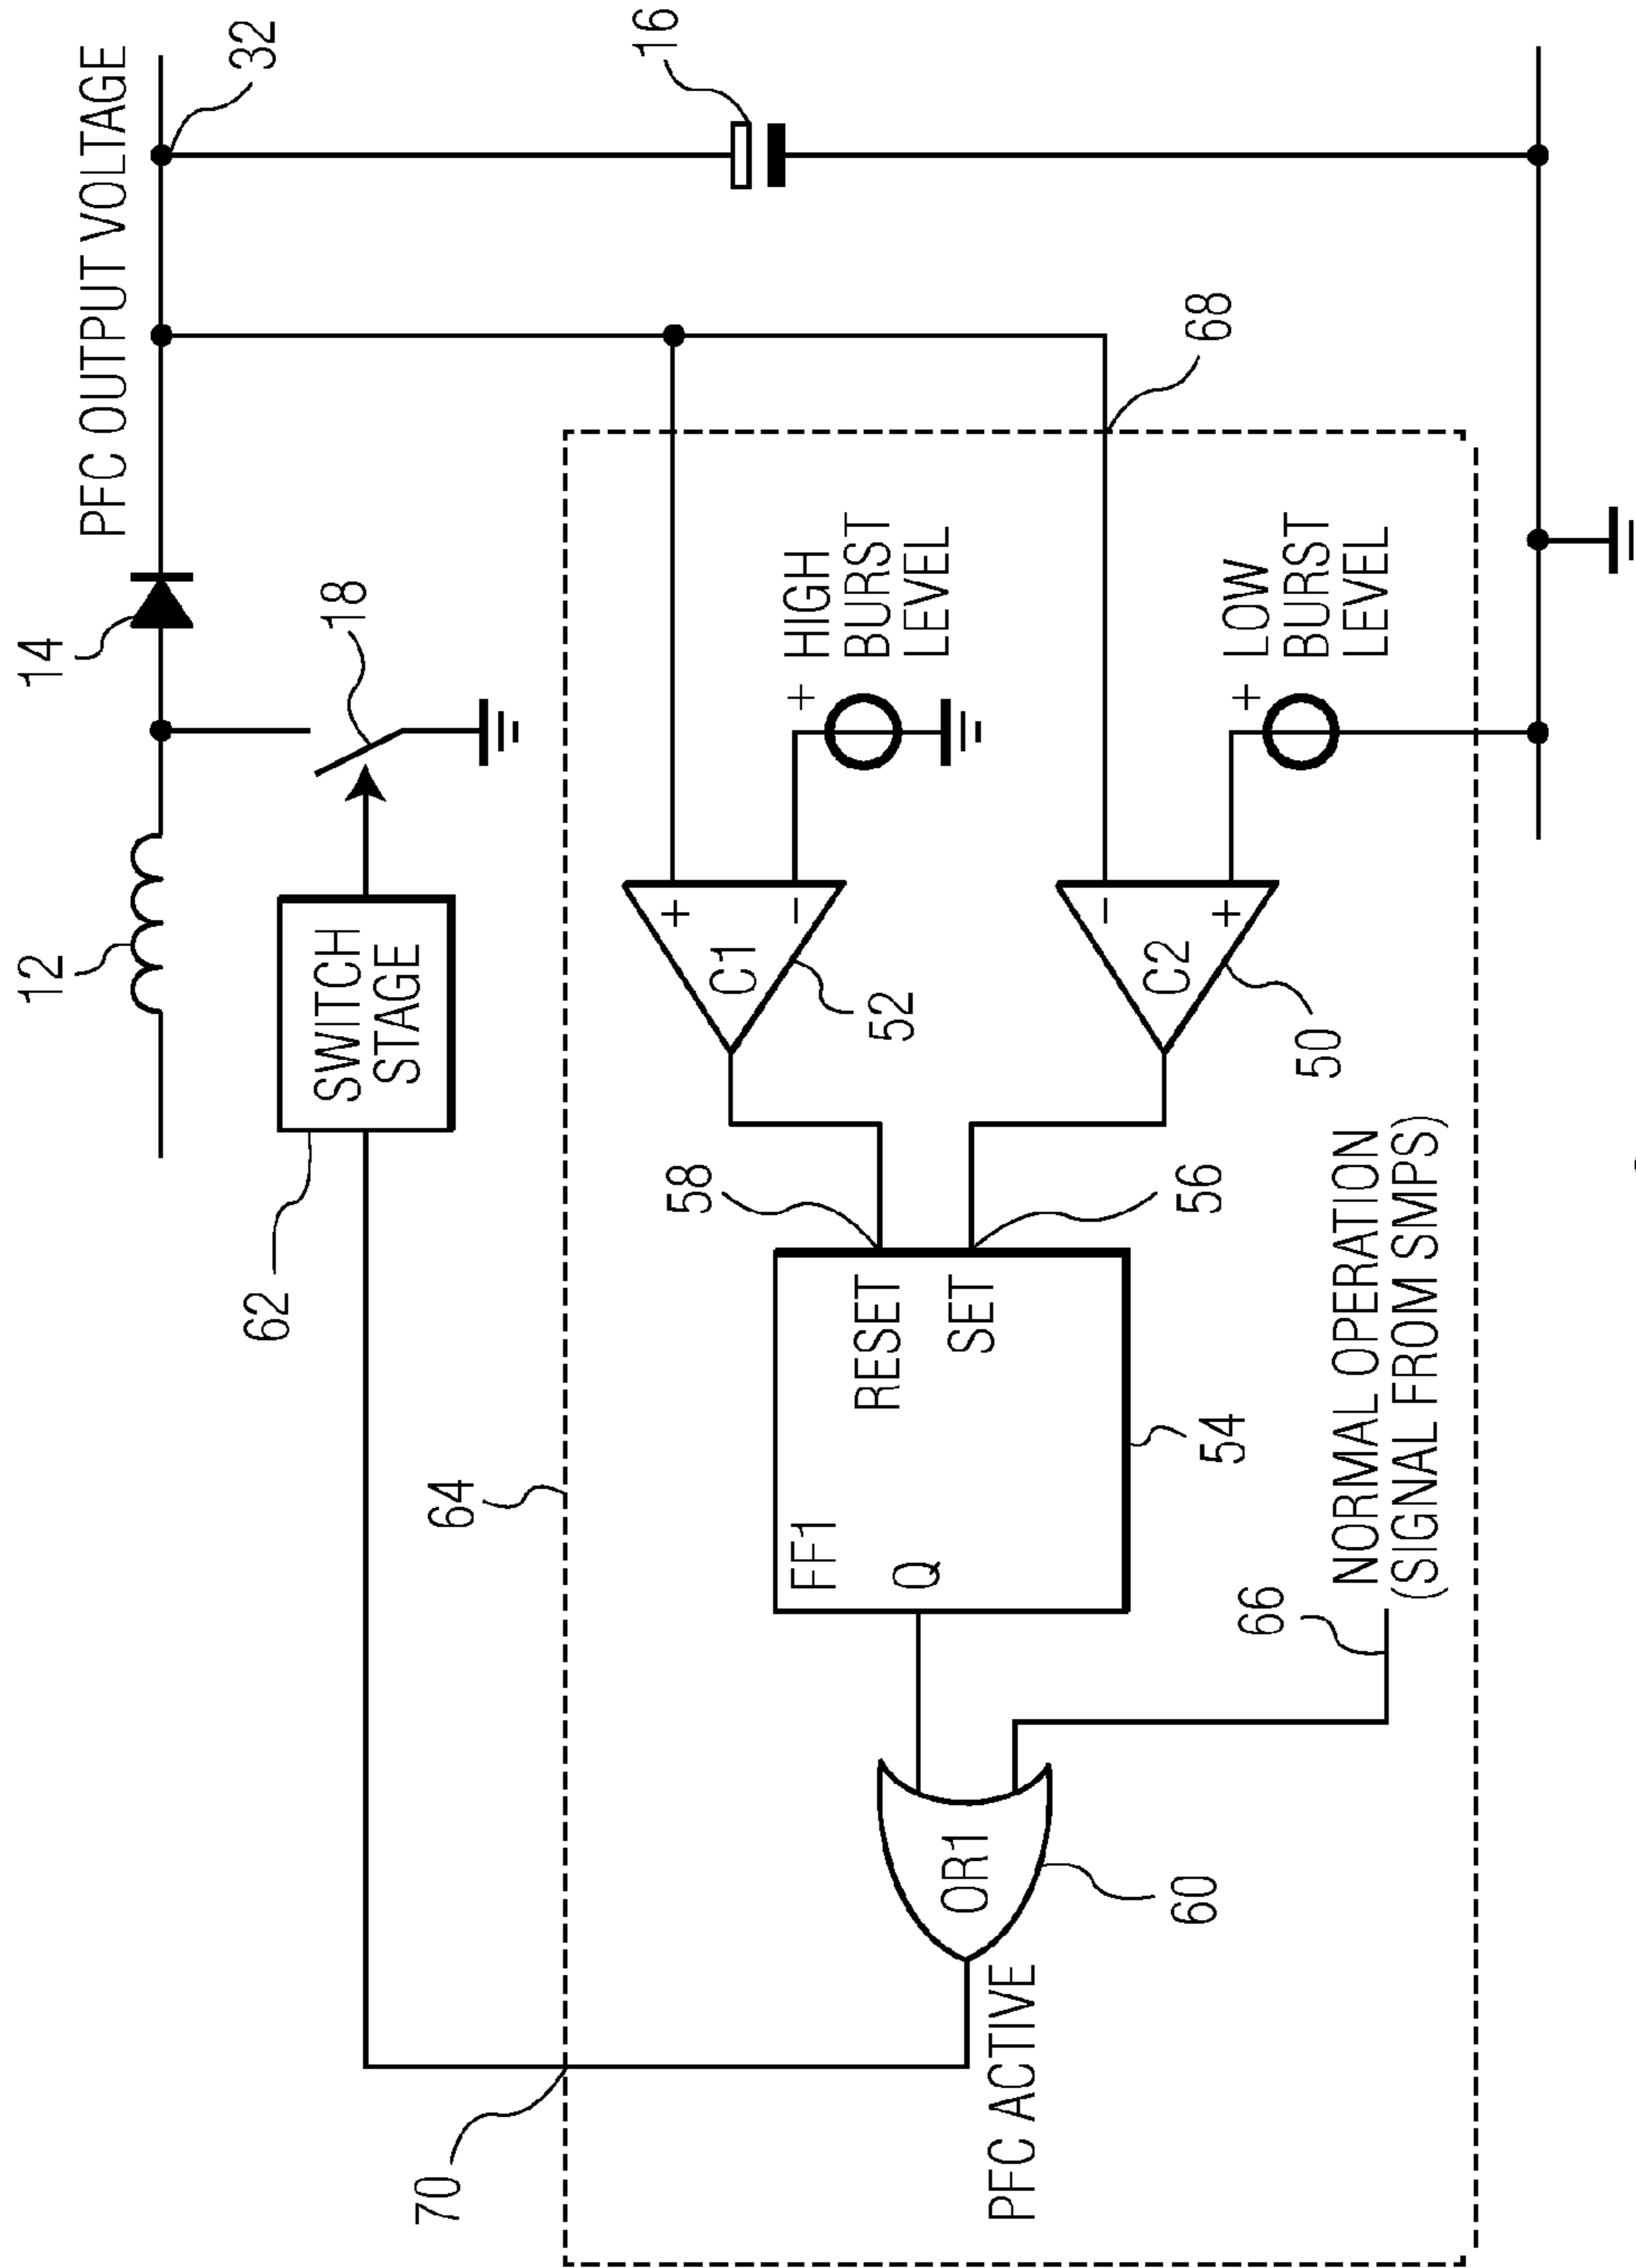 PFC OUTPUT VOLTAGE
12
14
32
18
SWITCH
STAGE
62
16
70
64
68
C1
+
−
52
+
HIGH
BURST
LEVEL
58
RESET
SET
56
FF1
Q
54
OR1
60
PFC ACTIVE
C2
−
+
50
+
LOW
BURST
LEVEL
66
NORMAL OPERATION
(SIGNAL FROM SMPS)